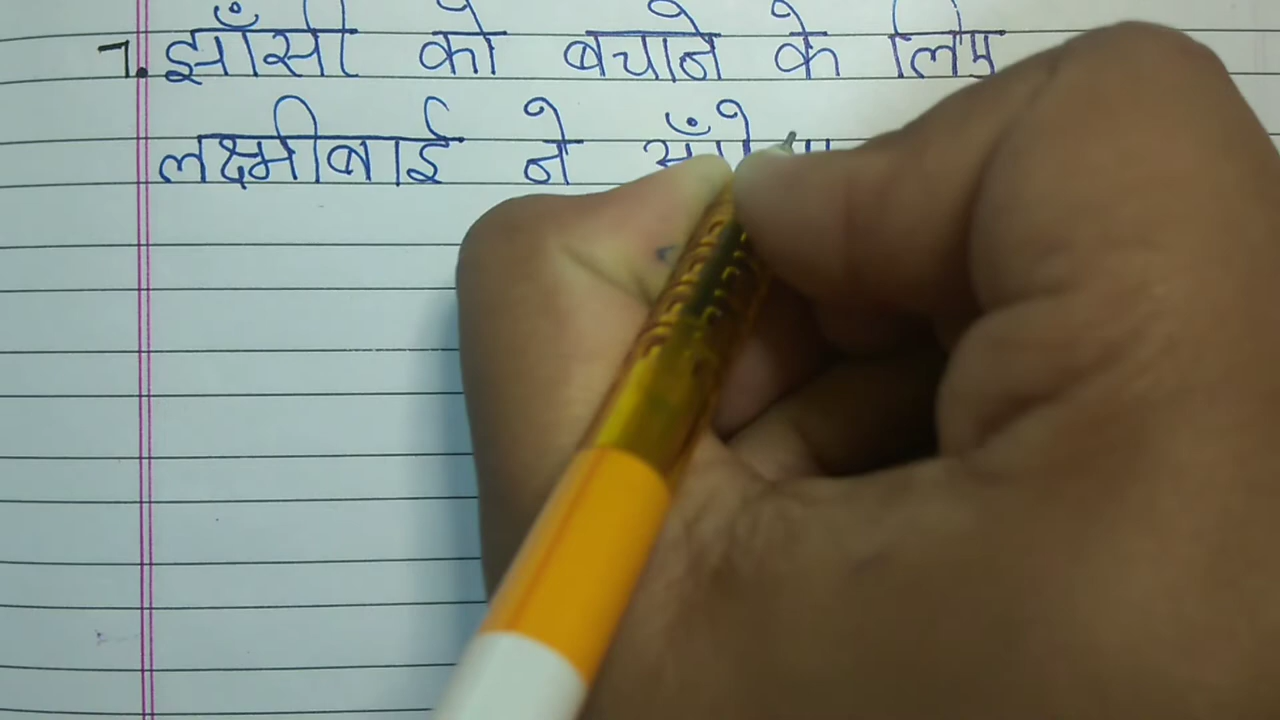 7. झाँसी को बचाने के लिए
लक्ष्मीबाई ने